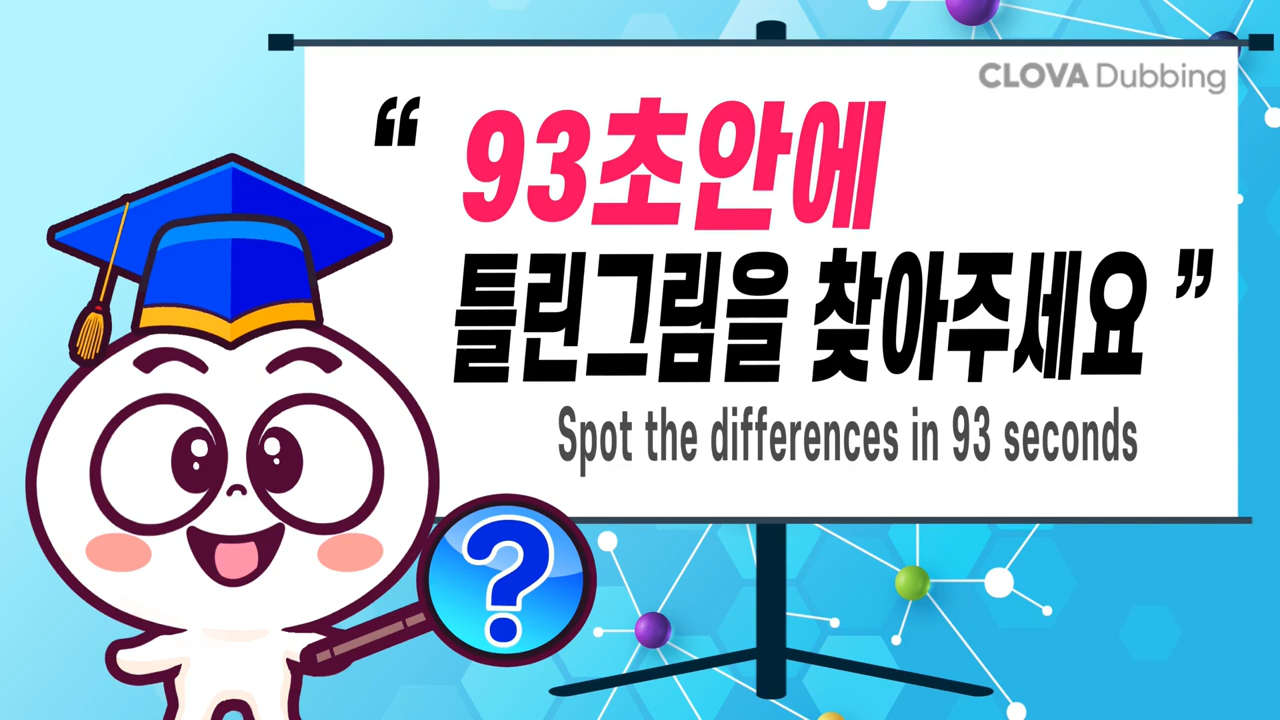 CLOVA Dubbing
“ 93초안에
틀린그림을 찾아주세요 ”
Spot the differences in 93 seconds
?